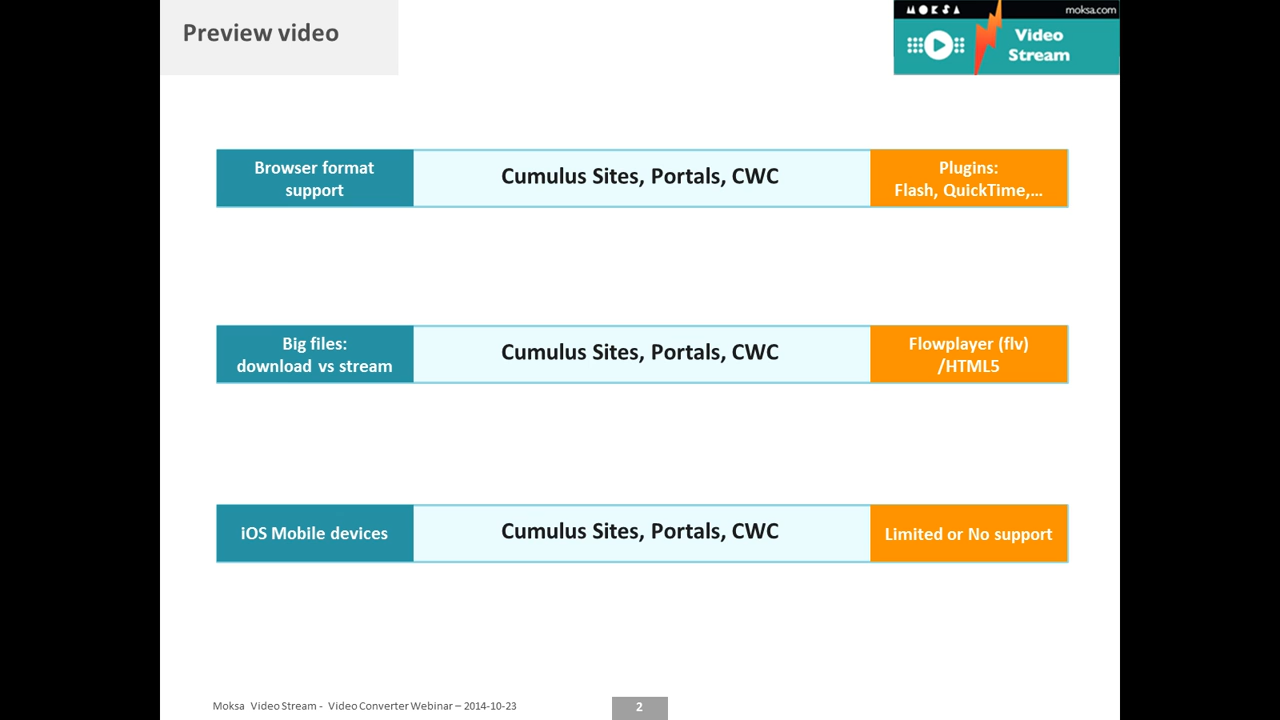 Preview video
MOKSA
moksa.com
Video
Stream
Browser format
support
Cumulus Sites, Portals, CWC
Plugins:
Flash, QuickTime,...
Big files:
download vs stream
Cumulus Sites, Portals, CWC
Flowplayer (flv)
/HTML5
iOS Mobile devices
Cumulus Sites, Portals, CWC
Limited or No support
Moksa Video Stream - Video Converter Webinar – 2014-10-23
2